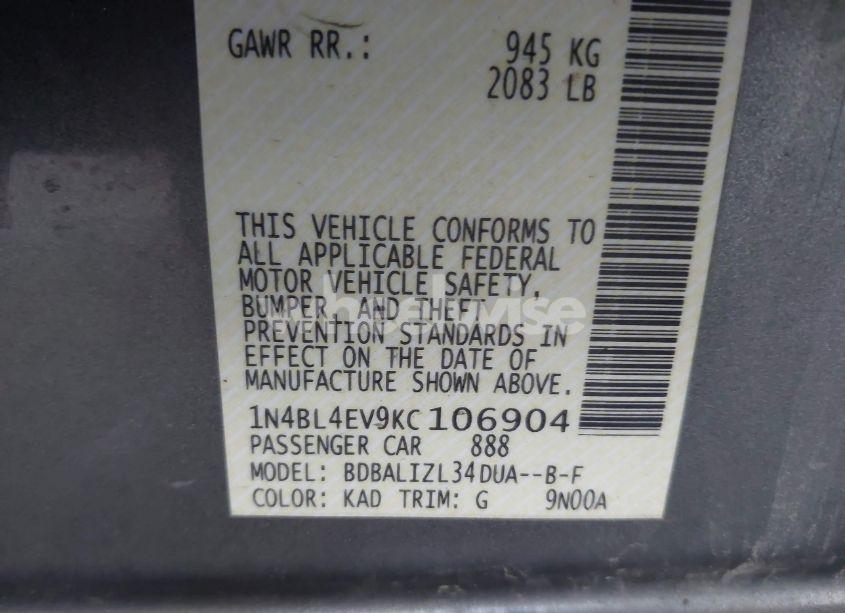 GAWR RR.: 945 KG
2083 LB
THIS VEHICLE CONFORMS TO
ALL APPLICABLE FEDERAL
MOTOR VEHICLE SAFETY,
BUMPER, AND THEFT
PREVENTION STANDARDS IN
EFFECT ON THE DATE OF
MANUFACTURE SHOWN ABOVE.
1N4BL4EV9KC106904
PASSENGER CAR 888
MODEL: BDBALIZL34DUA--B-F
COLOR: KAD TRIM: G 9N00A